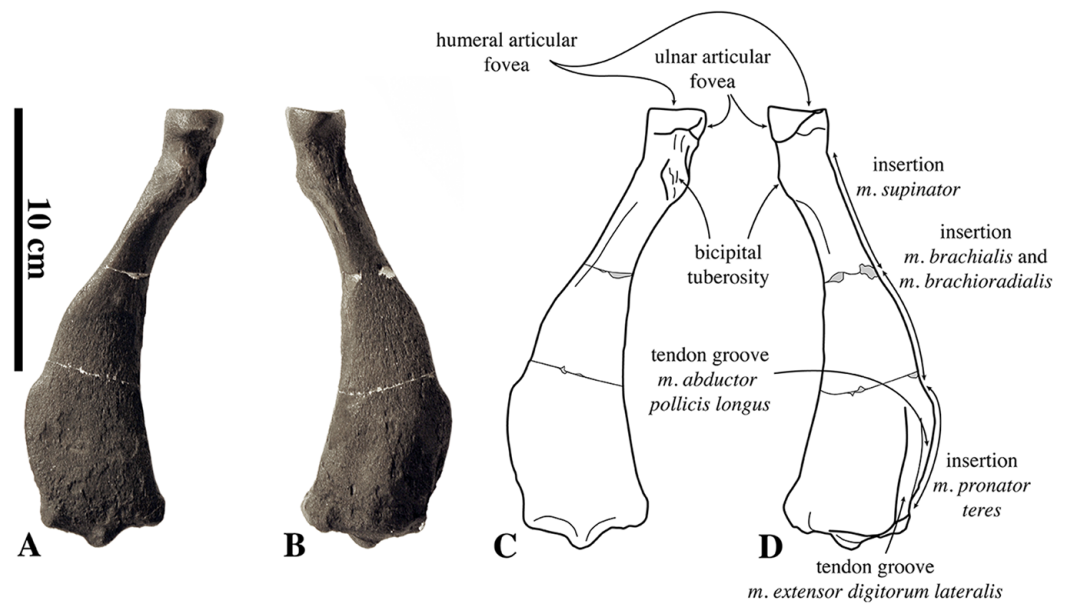 humeral articular
fovea
ulnar articular
fovea
10 cm
insertion
m. supinator
insertion
m. brachialis and
m. brachioradialis
bicipital
tuberosity
tendon groove
m. abductor
pollicis longus
insertion
m. pronator
teres
A
B
C
D
tendon groove
m. extensor digitorum lateralis